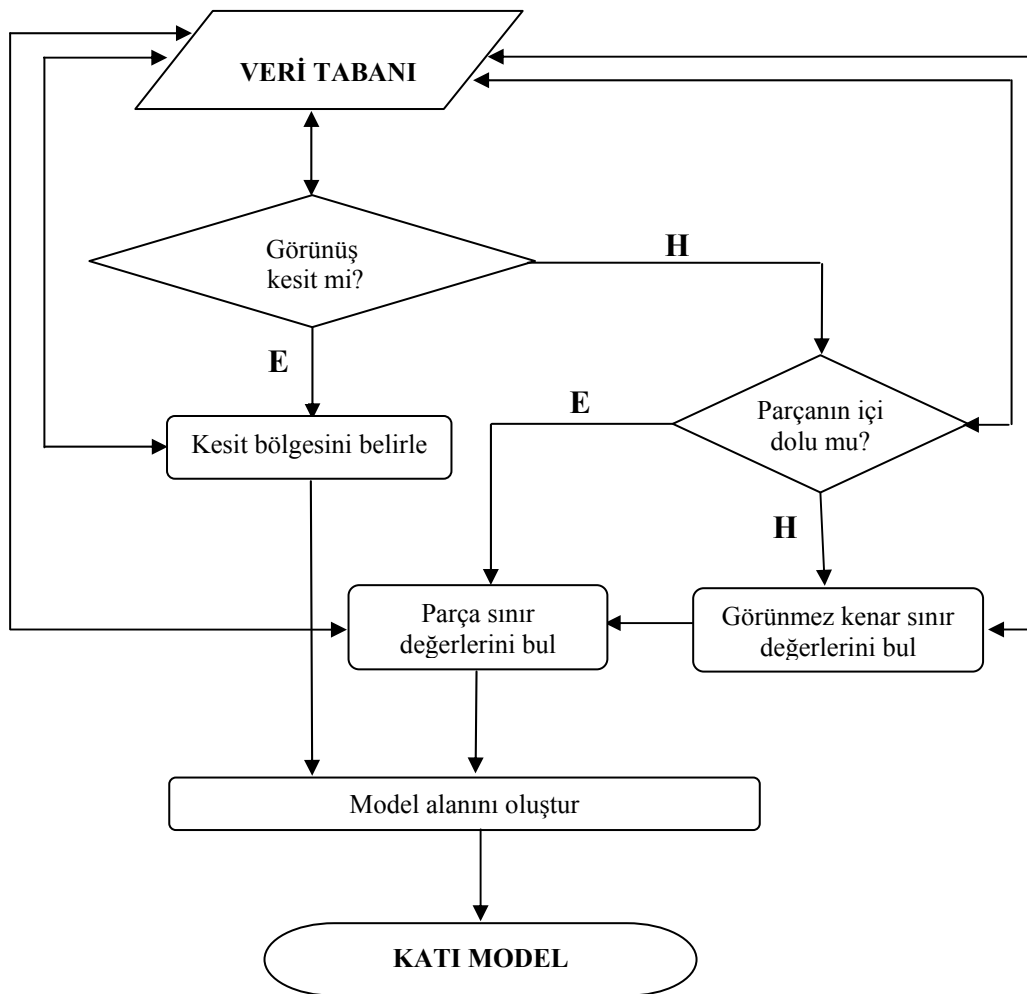 VERİ TABANI
Görünüş
kesit mi?
H
E
Kesit bölgesini belirle
E
Parçanın içi
dolu mu?
H
Parça sınır
değerlerini bul
Görünmez kenar sınır
değerlerini bul
Model alanını oluştur
KATI MODEL